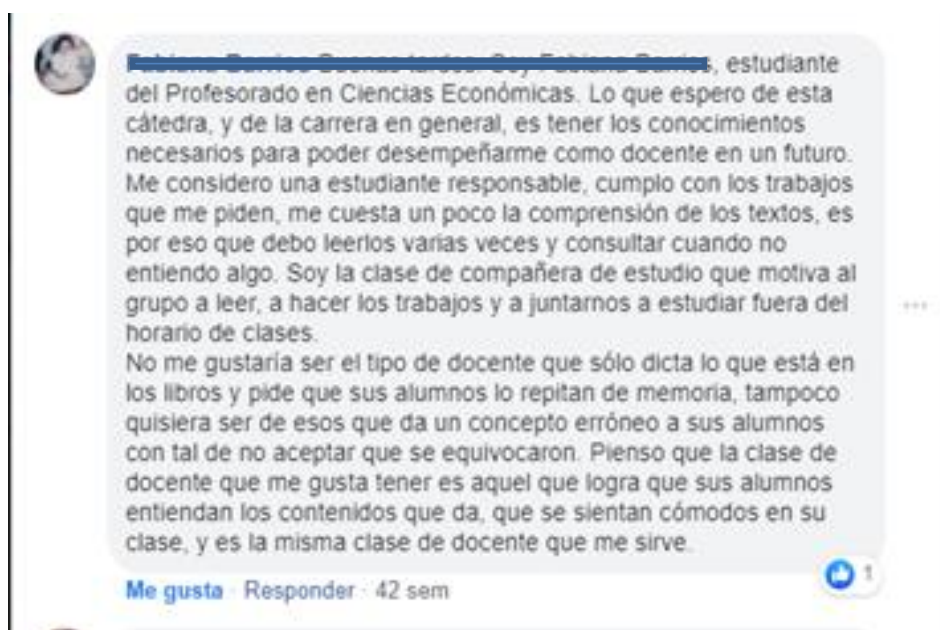 , estudiante
del Profesorado en Ciencias Económicas. Lo que espero de esta
cátedra, y de la carrera en general, es tener los conocimientos
necesarios para poder desempeñarme como docente en un futuro.
Me considero una estudiante responsable, cumplo con los trabajos
que me piden, me cuesta un poco la comprensión de los textos, es
por eso que debo leerlos varias veces y consultar cuando no
entiendo algo. Soy la clase de compañera de estudio que motiva al
grupo a leer, a hacer los trabajos y a juntarnos a estudiar fuera del
horario de clases.
No me gustaría ser el tipo de docente que sólo dicta lo que está en
los libros y pide que sus alumnos lo repitan de memoria, tampoco
quisiera ser de esos que da un concepto erróneo a sus alumnos
con tal de no aceptar que se equivocaron. Pienso que la clase de
docente que me gusta tener es aquel que logra que sus alumnos
entiendan los contenidos que da, que se sientan cómodos en su
clase, y es la misma clase de docente que me sirve.
1
Me gusta · Responder · 42 sem